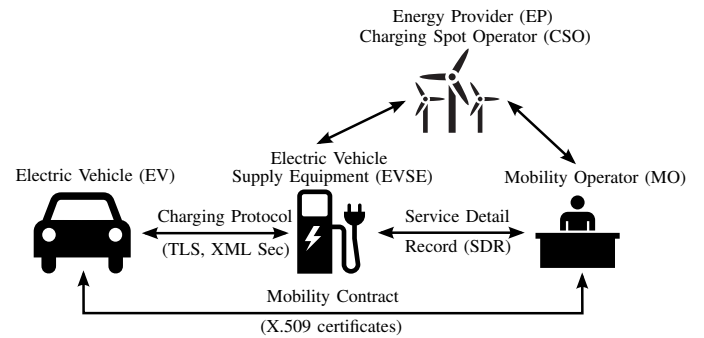 Energy Provider (EP)
Charging Spot Operator (CSO)
Electric Vehicle
Supply Equipment (EVSE)
Electric Vehicle (EV)
Mobility Operator (MO)
Charging Protocol
(TLS, XML Sec)
Service Detail
Record (SDR)
Mobility Contract
(X.509 certificates)